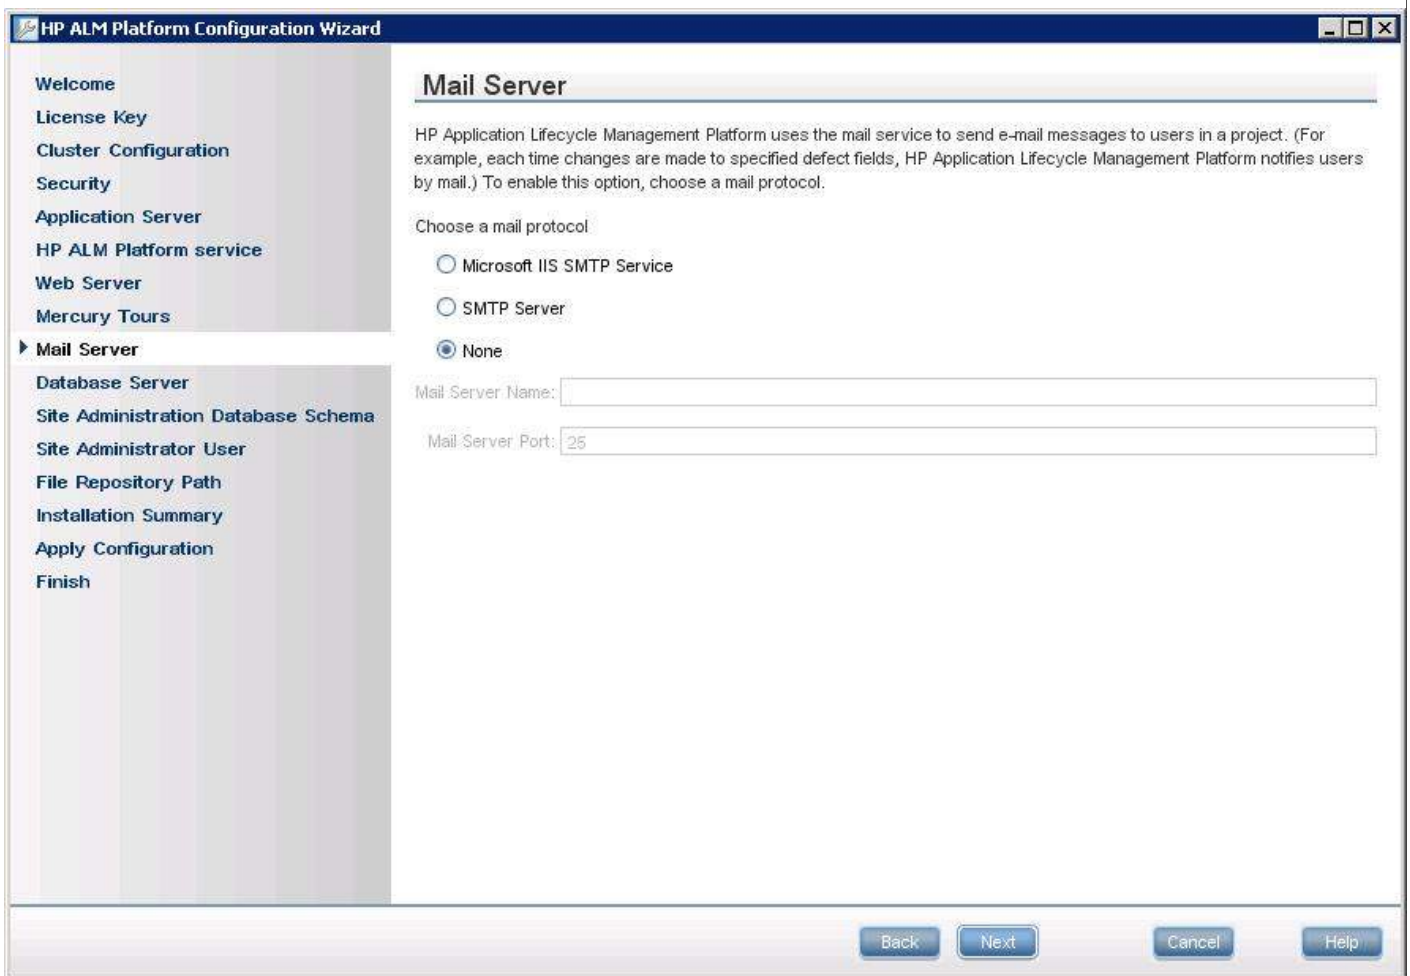 HP ALM Platform Configuration Wizard
Welcome
License Key
Cluster Configuration
Security
Application Server
HP ALM Platform service
Web Server
Mercury Tours
Mail Server
Database Server
Site Administration Database Schema
Site Administrator User
File Repository Path
Installation Summary
Apply Configuration
Finish
Mail Server
HP Application Lifecycle Management Platform uses the mail service to send e-mail messages to users in a project. (For
example, each time changes are made to specified defect fields, HP Application Lifecycle Management Platform notifies users
by mail.) To enable this option, choose a mail protocol.
Choose a mail protocol
Microsoft IIS SMTP Service
SMTP Server
None
Mail Server Name:
Mail Server Port: 25
Back Next Cancel Help